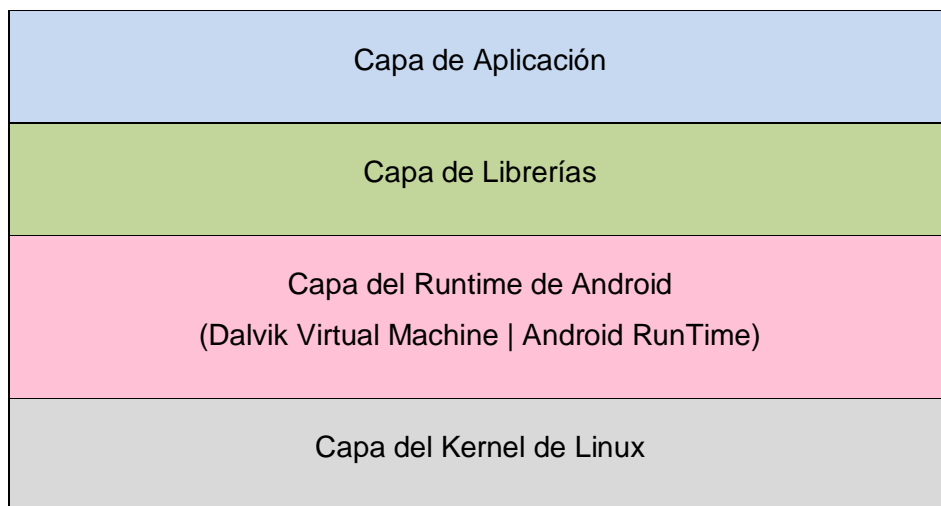 Capa de Aplicación
Capa de Librerías
Capa del Runtime de Android
(Dalvik Virtual Machine | Android RunTime)
Capa del Kernel de Linux